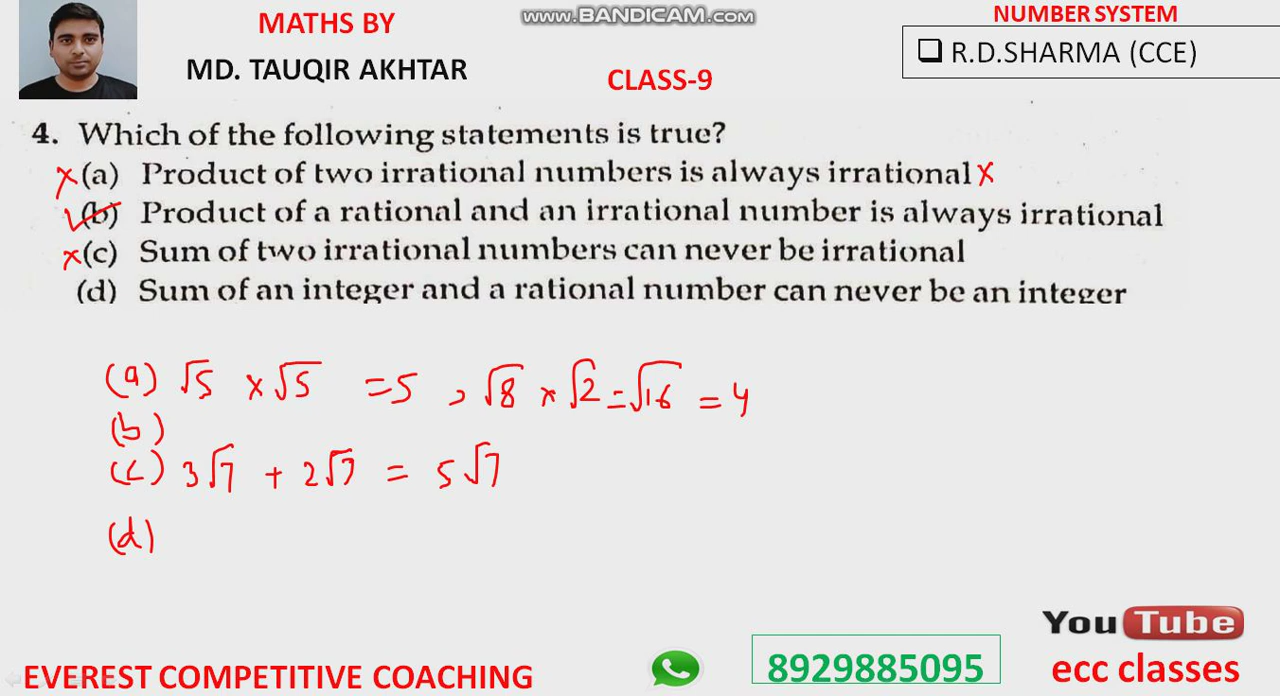 www.BANDICAM.com
MATHS BY
MD. TAUQIR AKHTAR
CLASS-9
NUMBER SYSTEM
❑ R.D.SHARMA (CCE)
4. Which of the following statements is true?
x (a) Product of two irrational numbers is always irrational x
✓ (b) Product of a rational and an irrational number is always irrational
x (c) Sum of two irrational numbers can never be irrational
(d) Sum of an integer and a rational number can never be an integer
(a) √5 × √5 = 5 , √8 × √2 = √16 = 4
(b)
(c) 3√7 + 2√7 = 5√7
(d)
EVEREST COMPETITIVE COACHING
8929885095
YouTube
ecc classes